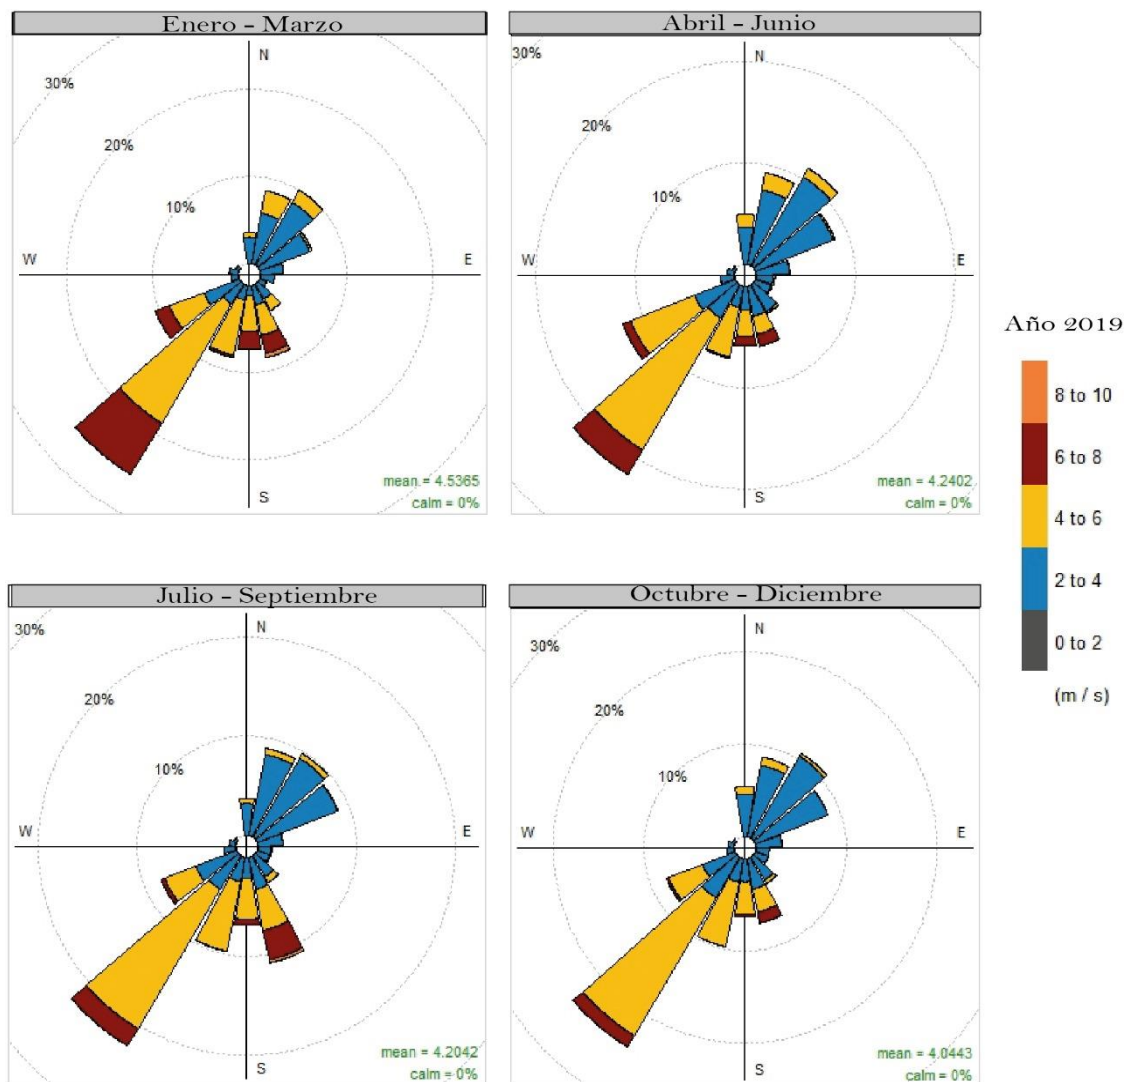 Enero - Marzo
N
30%
20%
10%
W
E
S
mean = 4.5365
calm = 0%
Abril - Junio
30%
N
20%
10%
W
E
S
mean = 4.2402
calm = 0%
Año 2019
8 to 10
6 to 8
4 to 6
2 to 4
0 to 2
(m / s)
Julio - Septiembre
30%
N
20%
10%
W
E
S
mean = 4.2042
calm = 0%
Octubre - Diciembre
N
30%
20%
10%
W
E
S
mean = 4.0443
calm = 0%